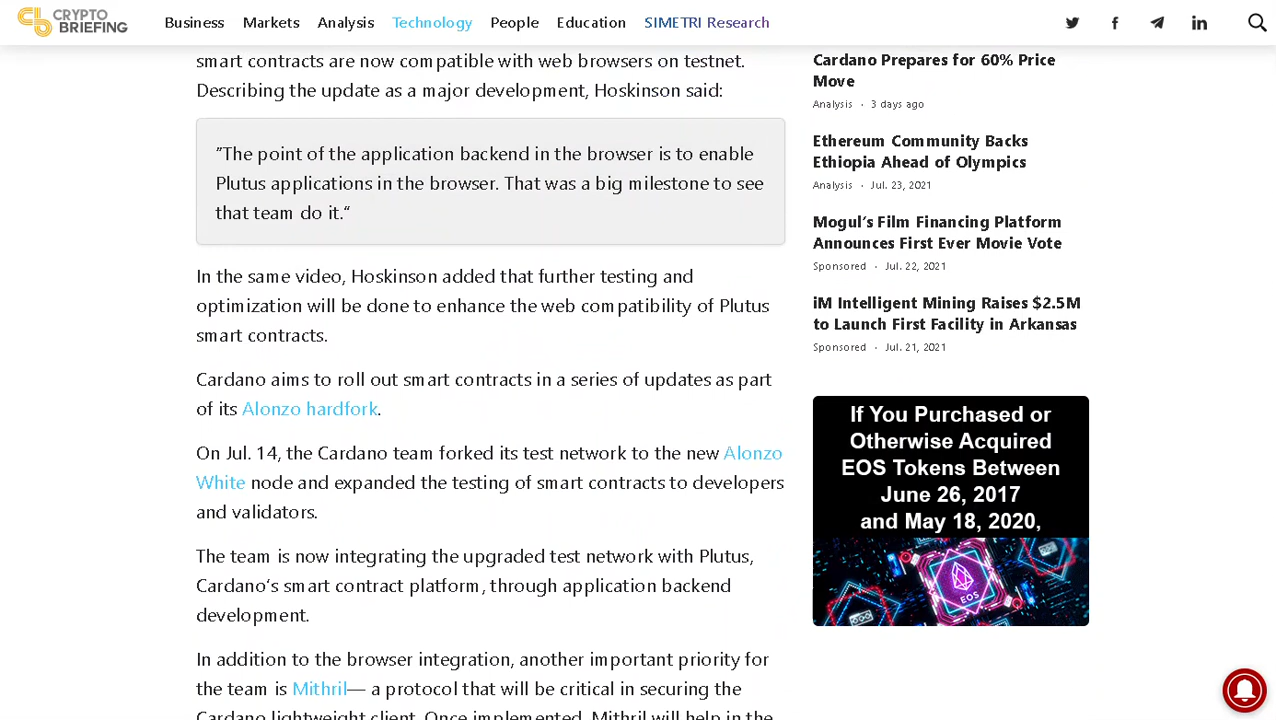 CRYPTO
BRIEFING
Business
Markets
Analysis
Technology
People
Education
SIMETRI Research
smart contracts are now compatible with web browsers on testnet.
Describing the update as a major development, Hoskinson said:
"The point of the application backend in the browser is to enable
Plutus applications in the browser. That was a big milestone to see
that team do it."
In the same video, Hoskinson added that further testing and
optimization will be done to enhance the web compatibility of Plutus
smart contracts.
Cardano aims to roll out smart contracts in a series of updates as part
of its Alonzo hardfork.
On Jul. 14, the Cardano team forked its test network to the new Alonzo
White node and expanded the testing of smart contracts to developers
and validators.
The team is now integrating the upgraded test network with Plutus,
Cardano's smart contract platform, through application backend
development.
In addition to the browser integration, another important priority for
the team is Mithril— a protocol that will be critical in securing the
Cardano lightweight client. Once implemented, Mithril will help in the
Cardano Prepares for 60% Price
Move
Analysis · 3 days ago
Ethereum Community Backs
Ethiopia Ahead of Olympics
Analysis · Jul. 23, 2021
Mogul's Film Financing Platform
Announces First Ever Movie Vote
Sponsored · Jul. 22, 2021
iM Intelligent Mining Raises $2.5M
to Launch First Facility in Arkansas
Sponsored · Jul. 21, 2021
If You Purchased or
Otherwise Acquired
EOS Tokens Between
June 26, 2017
and May 18, 2020,
EOS